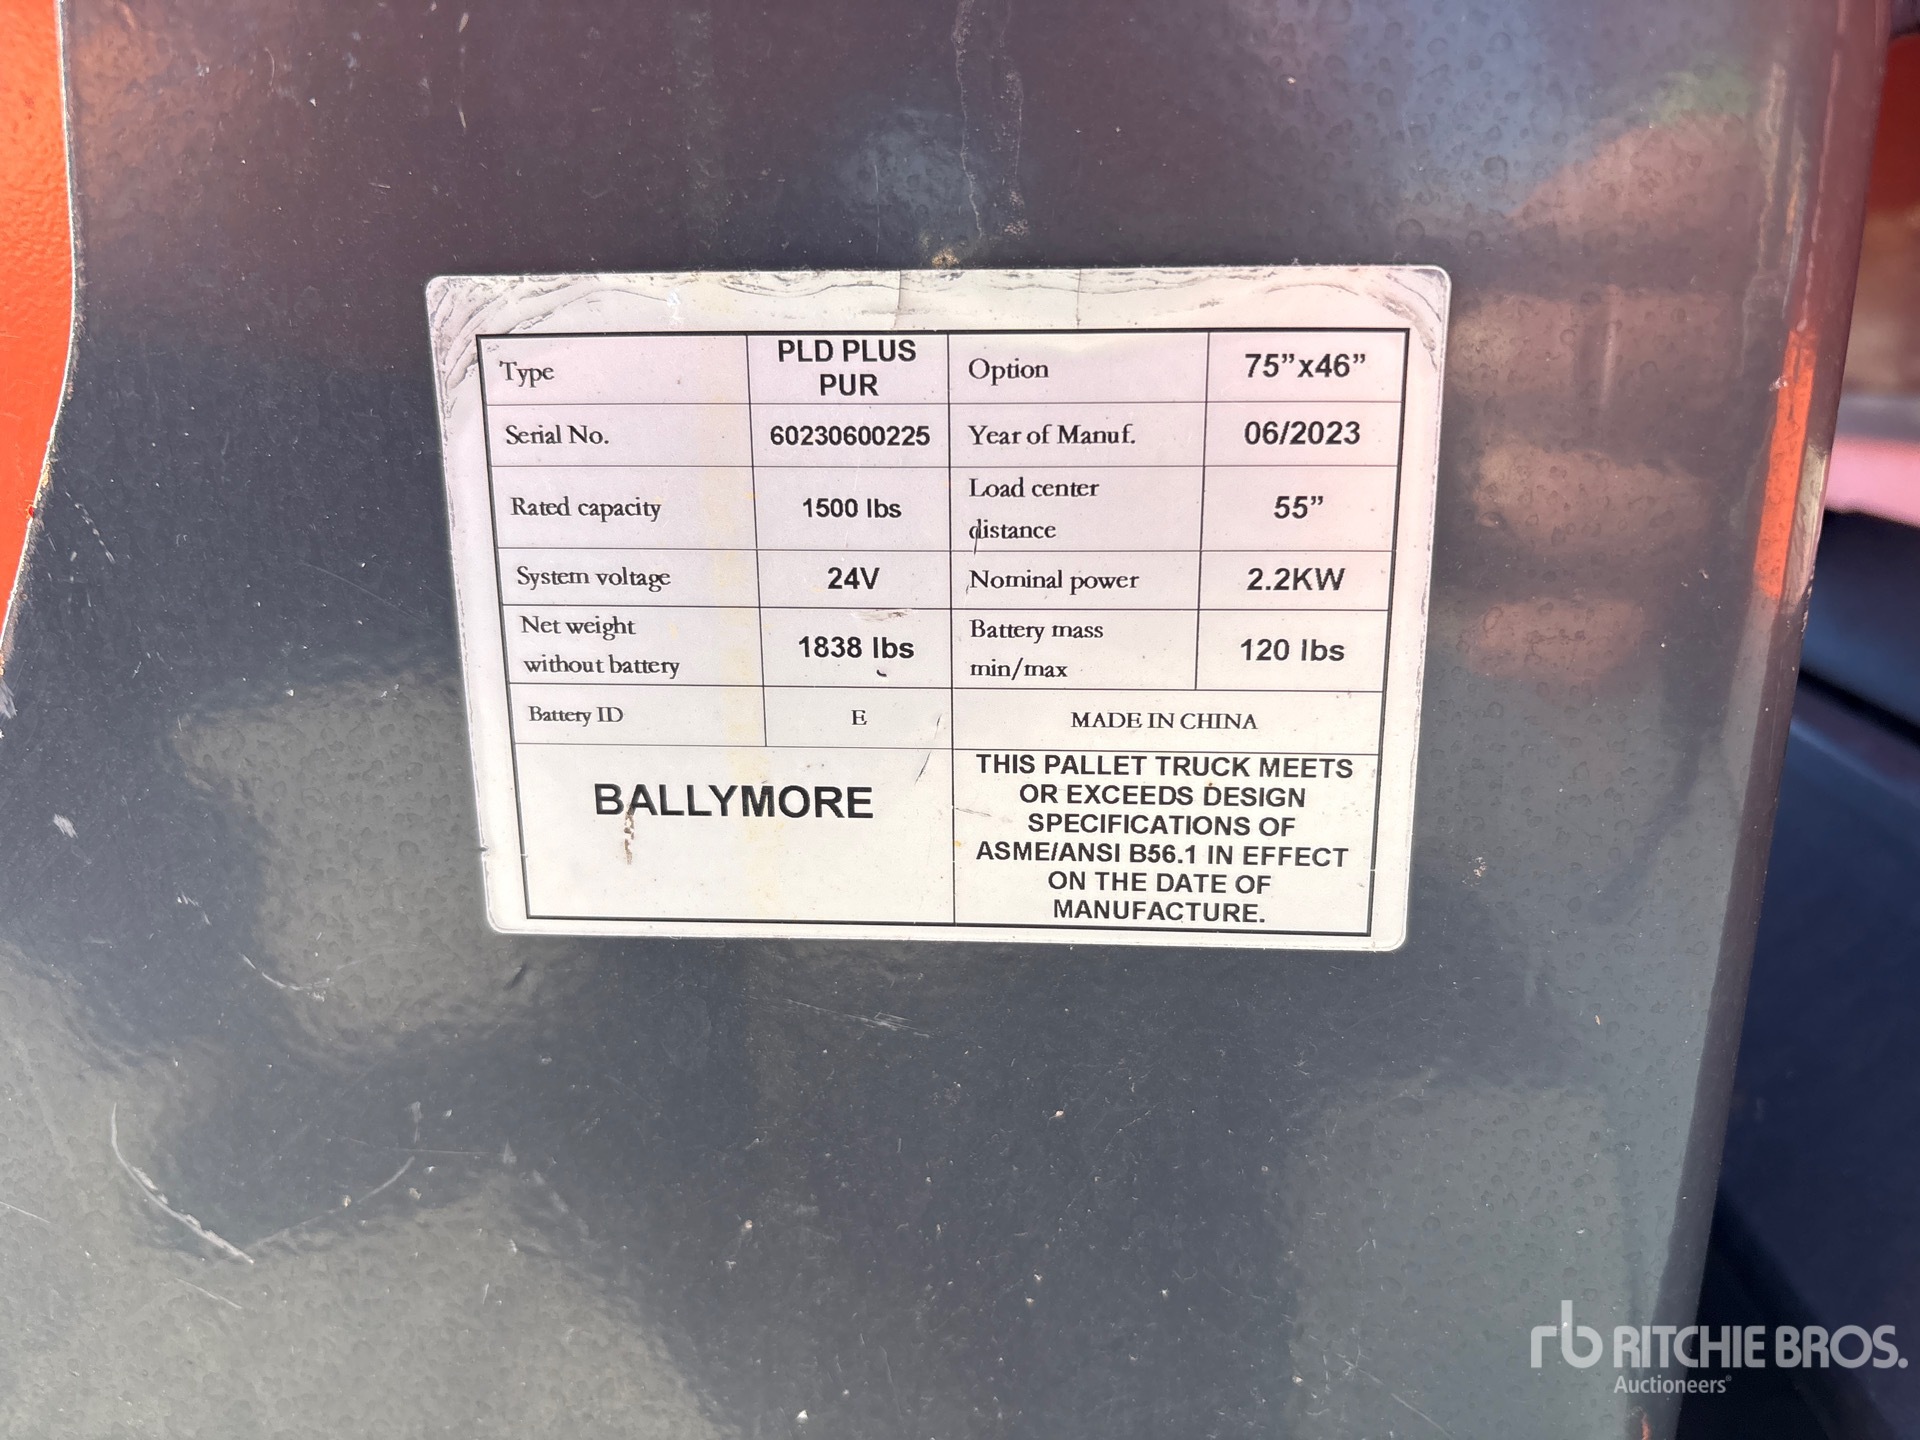 Type PLD PLUS PUR Option 75”x46”
Serial No. 60230600225 Year of Manuf. 06/2023
Rated capacity 1500 lbs Load center distance 55”
System voltage 24V Nominal power 2.2KW
Net weight without battery 1838 lbs Battery mass min/max 120 lbs
Battery ID E MADE IN CHINA
BALLYMORE
THIS PALLET TRUCK MEETS
OR EXCEEDS DESIGN
SPECIFICATIONS OF
ASME/ANSI B56.1 IN EFFECT
ON THE DATE OF
MANUFACTURE.
rb RITCHIE BROS.
Auctioneers®